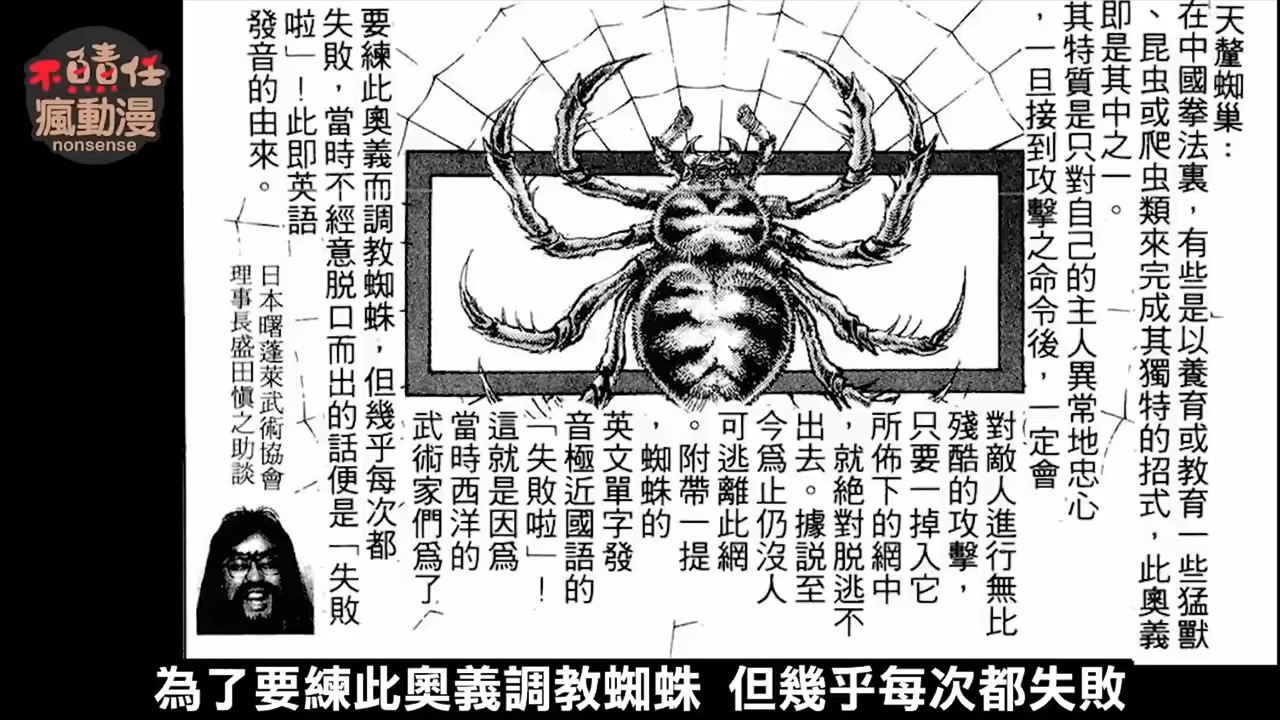 不負責任
瘋動漫
nonsense
天釐蜘巢：
在中國拳法裏，有些是以養育或教育一些猛獸
、昆虫或爬虫類來完成其獨特的招式，此奧義
即是其中之一。
其特質是只對自己的主人異常地忠心
，一旦接到攻擊之命令後，一定會
對敵人進行無比
殘酷的攻擊，
只要一掉入它
所佈下的網中
，就絕對脫逃不
出去。據說至
今為止仍沒人
可逃離此網
。附帶一提
，蜘蛛的
英文單字發
音極近國語的
「失敗啦」！
這就是因爲
當時西洋的
武術家們爲了
要練此奧義而調教蜘蛛，但幾乎每次都
失敗，當時不經意脱口而出的話便是「失敗
啦」！此即英語
發音的由來。
日本曙蓬萊武術協會
理事長盛田愼之助談
為了要練此奧義調教蜘蛛 但幾乎每次都失敗